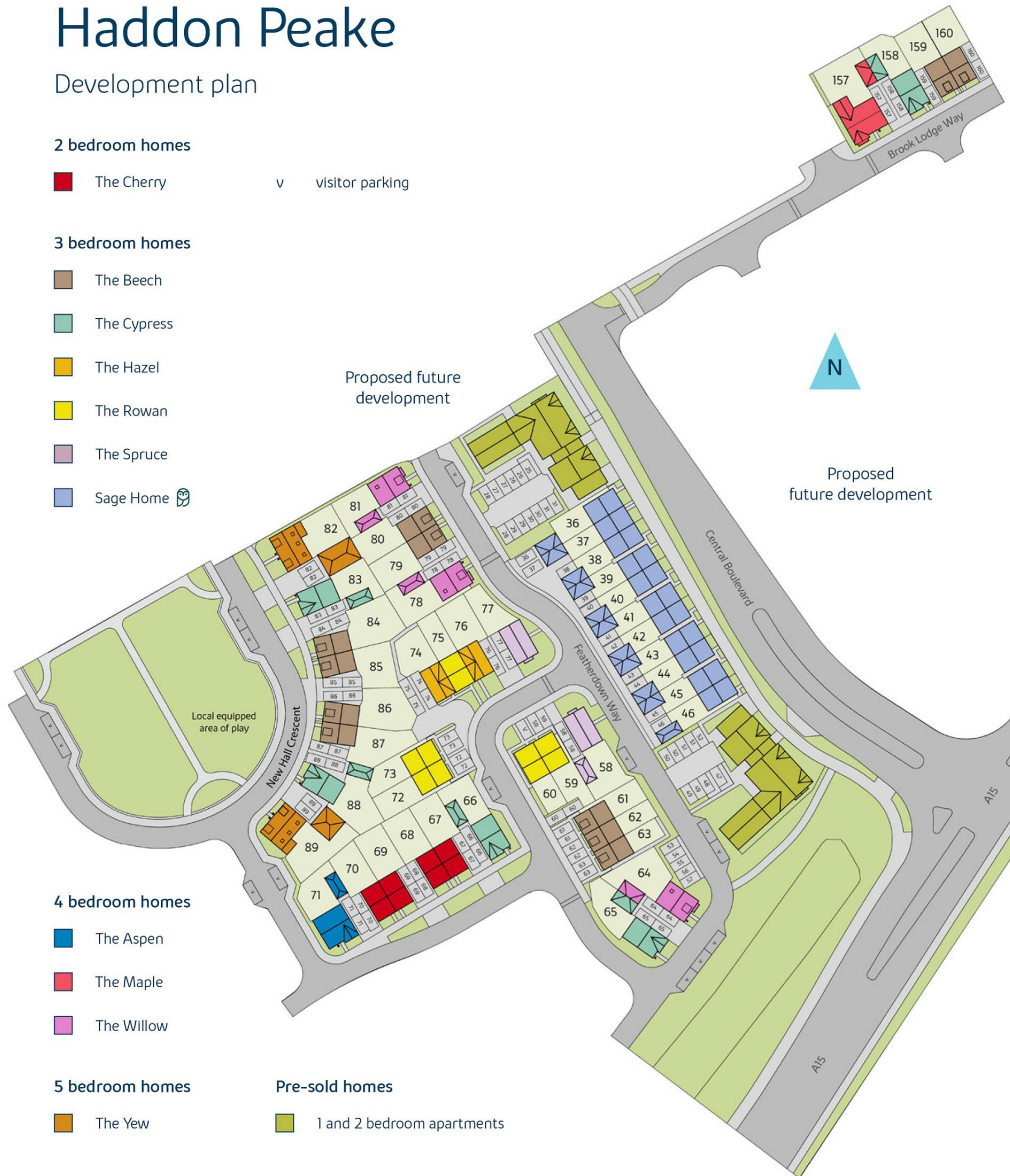 Haddon Peake
Development plan
2 bedroom homes
The Cherry
v visitor parking
3 bedroom homes
The Beech
The Cypress
The Hazel
The Rowan
The Spruce
Sage Home
4 bedroom homes
The Aspen
The Maple
The Willow
5 bedroom homes
The Yew
Pre-sold homes
1 and 2 bedroom apartments
Proposed future
development
N
Proposed
future development
Brook Lodge Way
Central Boulevard
Featherdown Way
New Hall Crescent
Local equipped
area of play
A15
A15
157
158
159
160
36
37
38
39
40
41
42
43
44
45
46
58
59
60
61
62
63
64
65
66
67
68
69
70
71
72
73
74
75
76
77
78
79
80
81
82
83
84
85
86
87
88
89